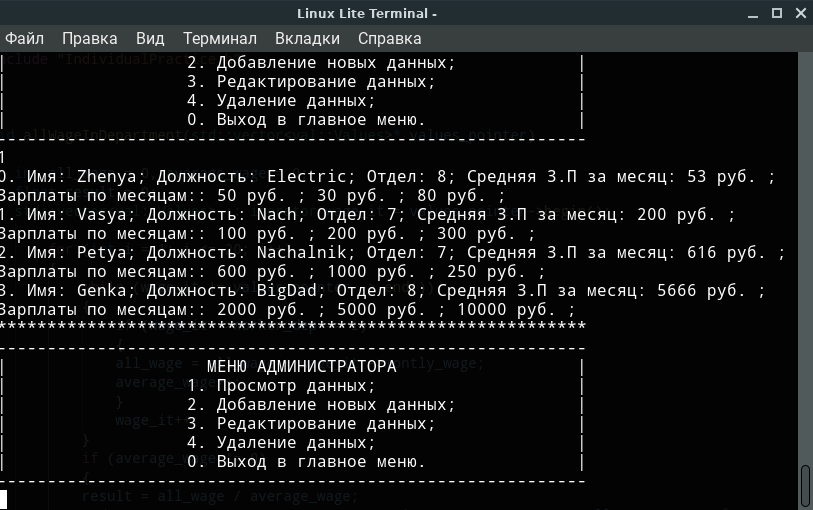 Linux Lite Terminal -
Файл Правка Вид Терминал Вкладки Справка
| 2. Добавление новых данных; |
| 3. Редактирование данных; |
| 4. Удаление данных; |
| 0. Выход в главное меню. |
-----------------------------------------------------------
1
0. Имя: Zhenya; Должность: Electric; Отдел: 8; Средняя З.П за месяц: 53 руб. ;
Зарплаты по месяцам:: 50 руб. ; 30 руб. ; 80 руб. ;
1. Имя: Vasya; Должность: Vrach; Отдел: 7; Средняя З.П за месяц: 200 руб. ;
Зарплаты по месяцам:: 100 руб. ; 200 руб. ; 300 руб. ;
2. Имя: Petya; Должность: Nachalnik; Отдел: 7; Средняя З.П за месяц: 616 руб. ;
Зарплаты по месяцам:: 600 руб. ; 1000 руб. ; 250 руб. ;
3. Имя: Genka; Должность: BigDad; Отдел: 8; Средняя З.П за месяц: 5666 руб. ;
Зарплаты по месяцам:: 2000 руб. ; 5000 руб. ; 10000 руб. ;
***********************************************************
-----------------------------------------------------------
| МЕНЮ АДМИНИСТРАТОРА |
| 1. Просмотр данных; |
| 2. Добавление новых данных; |
| 3. Редактирование данных; |
| 4. Удаление данных; |
| 0. Выход в главное меню. |
-----------------------------------------------------------
result = all_wage / average_wage;